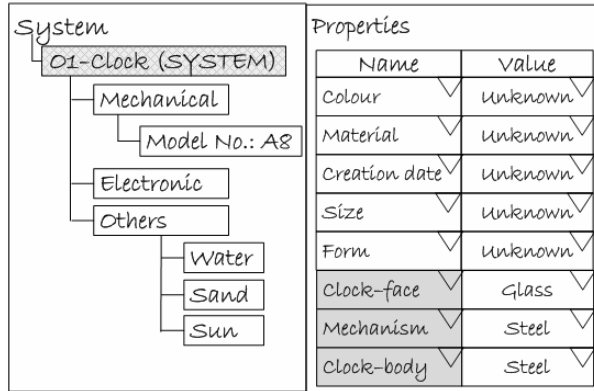 System
01-Clock (SYSTEM)
Mechanical
Model No.: A8
Electronic
Others
Water
Sand
Sun
Properties
Name Value
Colour Unknown
Material Unknown
Creation date Unknown
Size Unknown
Form Unknown
Clock-face Glass
Mechanism Steel
Clock-body Steel